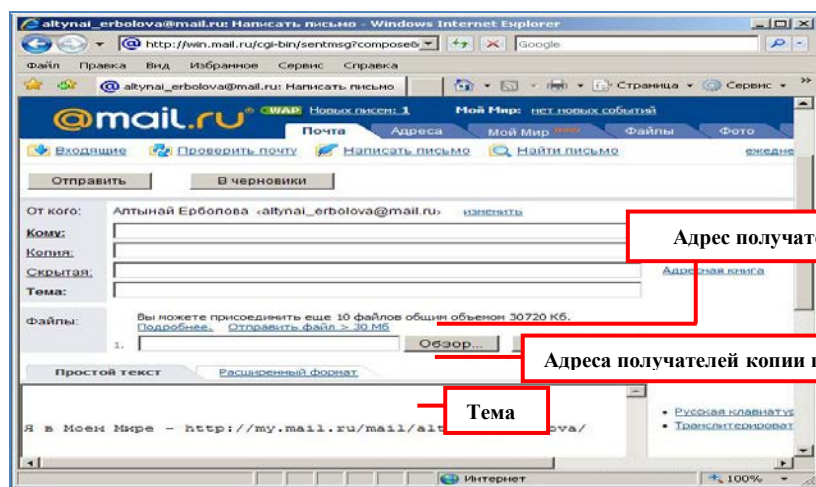 altynai_erbolova@mail.ru: Написать письмо - Windows Internet Explorer
http://win.mail.ru/cgi-bin/sentmsg?compose& Google
Файл Правка Вид Избранное Сервис Справка
altynai_erbolova@mail.ru: Написать письмо Страница Сервис »
@mail.ru® WAP Новых писем: 1 Мой Мир: нет новых событий
Почта Адреса Мой Мир Файлы Фото
Входящие Проверить почту Написать письмо Найти письмо ежедне
Отправить В черновики
От кого: Алтынай Ерболова <altynai_erbolova@mail.ru> изменить
Кому: Адрес получат
Копия:
Скрытая: Адресная книга
Тема:
Файлы: Вы можете присоединить еще 10 файлов общим объемом 30720 Кб.
Подробнее. Отправить файл > 30 Мб
1. Обзор...
Адреса получателей копии
Простой текст Расширенный формат
Тема
Я в Моем Мире - http://my.mail.ru/mail/alt ova/
• Русская клавиату
• Транслитероват
Интернет 100%